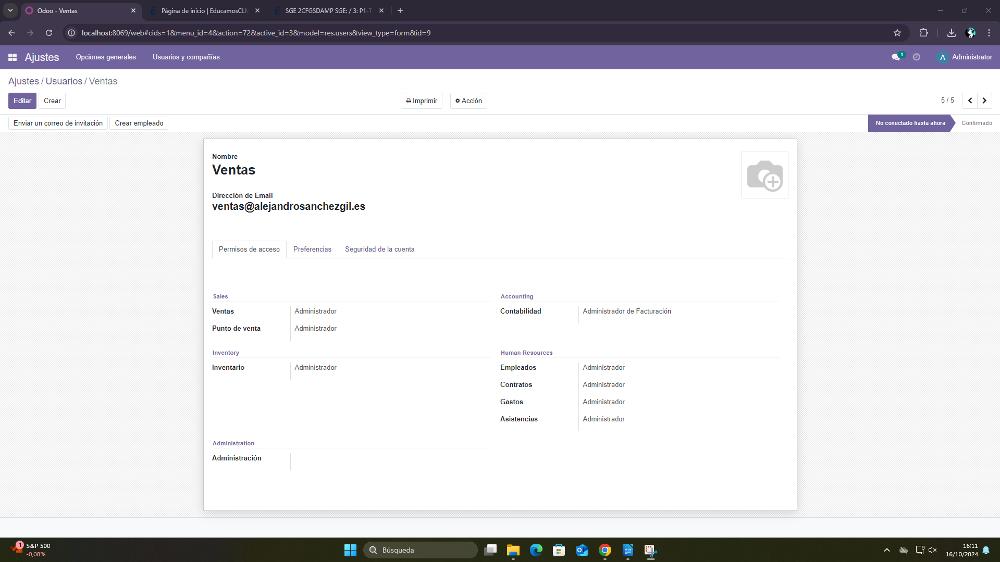 Odoo - Ventas
Página de inicio | EducamosCLM
SGE 2CFGSDAMP SGE: / 3: P1-T
localhost:8069/web#cids=1&menu_id=4&action=72&active_id=3&model=res.users&view_type=form&id=9
Ajustes Opciones generales Usuarios y compañías 1 A Administrator
Ajustes / Usuarios / Ventas
Editar Crear Imprimir Acción 5 / 5
Enviar un correo de invitación Crear empleado No conectado hasta ahora Confirmado
Nombre
Ventas
Dirección de Email
ventas@alejandrosanchezgil.es
Permisos de acceso Preferencias Seguridad de la cuenta
Sales Accounting
Ventas Administrador Contabilidad Administrador de Facturación
Punto de venta Administrador
Inventory Human Resources
Inventario Administrador Empleados Administrador
Contratos Administrador
Gastos Administrador
Asistencias Administrador
Administration
Administración
1 S&P 500
-0,08%
Búsqueda
16:11
16/10/2024